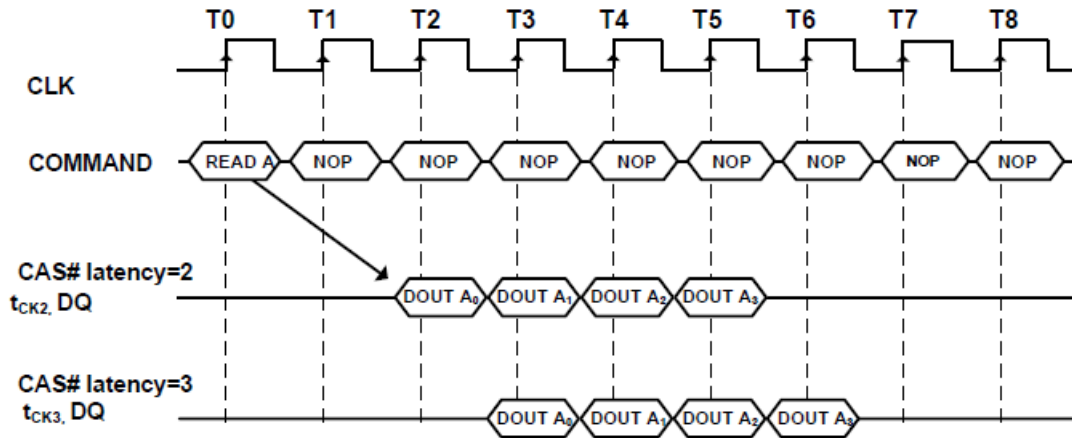 T0 T1 T2 T3 T4 T5 T6 T7 T8
CLK
COMMAND READ A NOP NOP NOP NOP NOP NOP NOP NOP
CAS# latency=2
tCK2, DQ DOUT A0 DOUT A1 DOUT A2 DOUT A3
CAS# latency=3
tCK3, DQ DOUT A0 DOUT A1 DOUT A2 DOUT A3